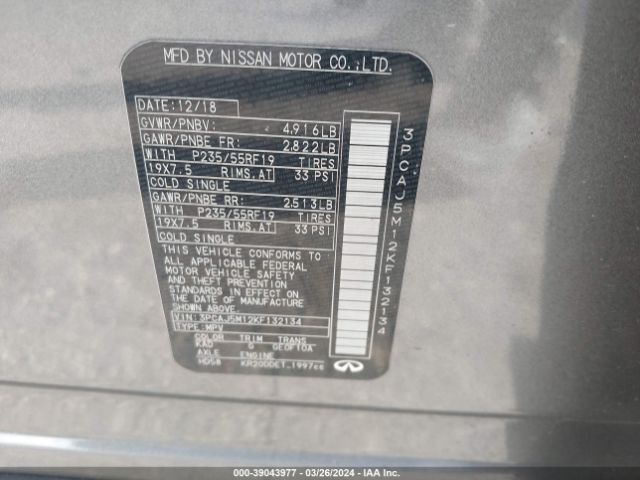 MFD BY NISSAN MOTOR CO.,LTD.
DATE:12/18
GVWR/PNBV: 4,916LB
GAWR/PNBE FR: 2,822LB
WITH P235/55RF19 TIRES
19X7.5 RIMS.AT 33 PSI
COLD SINGLE
GAWR/PNBE RR: 2,513LB
WITH P235/55RF19 TIRES
19X7.5 RIMS.AT 33 PSI
COLD SINGLE
THIS VEHICLE CONFORMS TO
ALL APPLICABLE FEDERAL
MOTOR VEHICLE SAFETY
AND THEFT PREVENTION
STANDARDS IN EFFECT ON
THE DATE OF MANUFACTURE
SHOWN ABOVE.
VIN: 3PCAJ5M12KF132134
TYPE: MPV
COLOR TRIM TRANS
KAD G GE0F10A
AXLE ENGINE
HD58 KR20DDET 1997cc
3PCAJ5M12KF132134
INFINITI
000-39043977 | 03/26/2024 | IAA Inc.